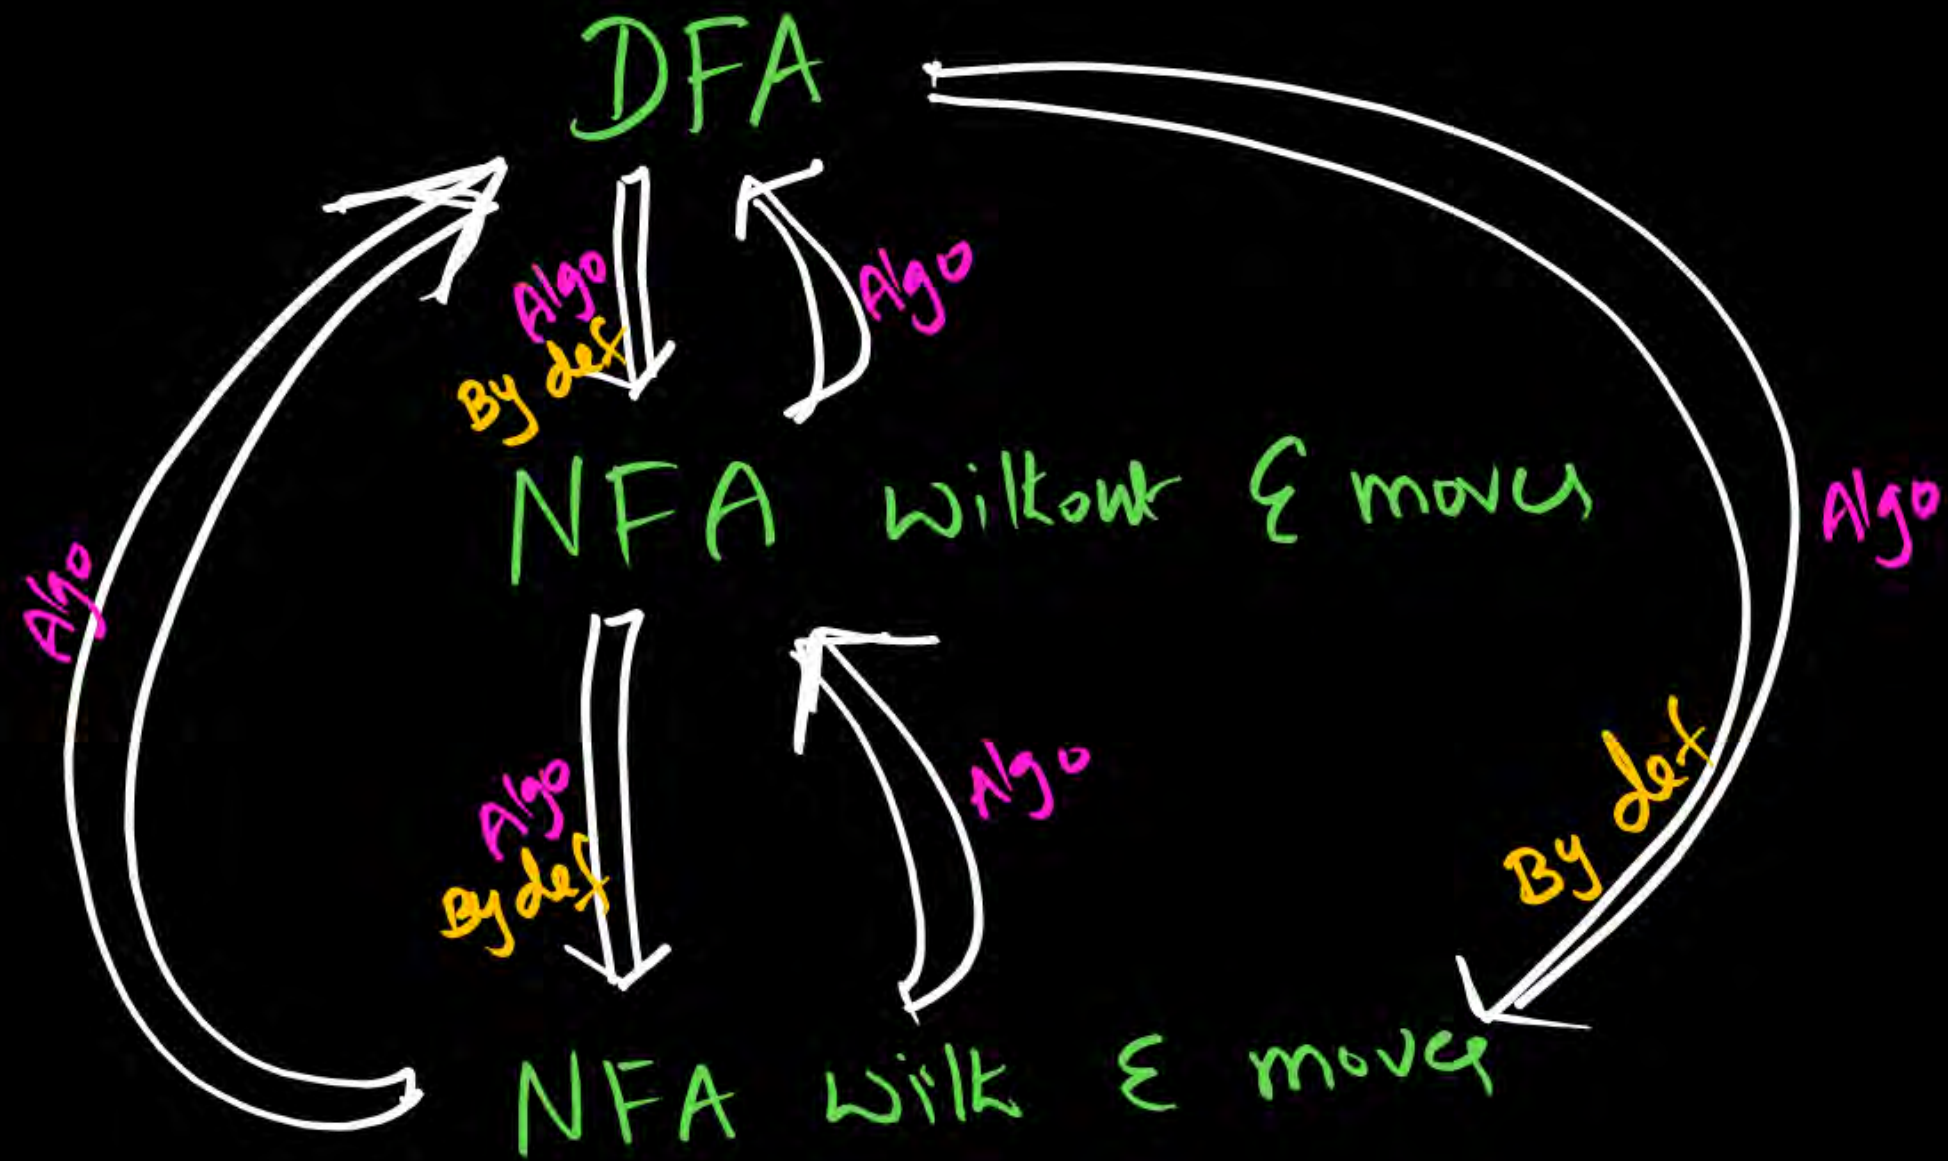 DFA
Algo
By def
Algo
NFA without ε moves
Algo
Algo
Algo
By def
Algo
By def
NFA with ε moves